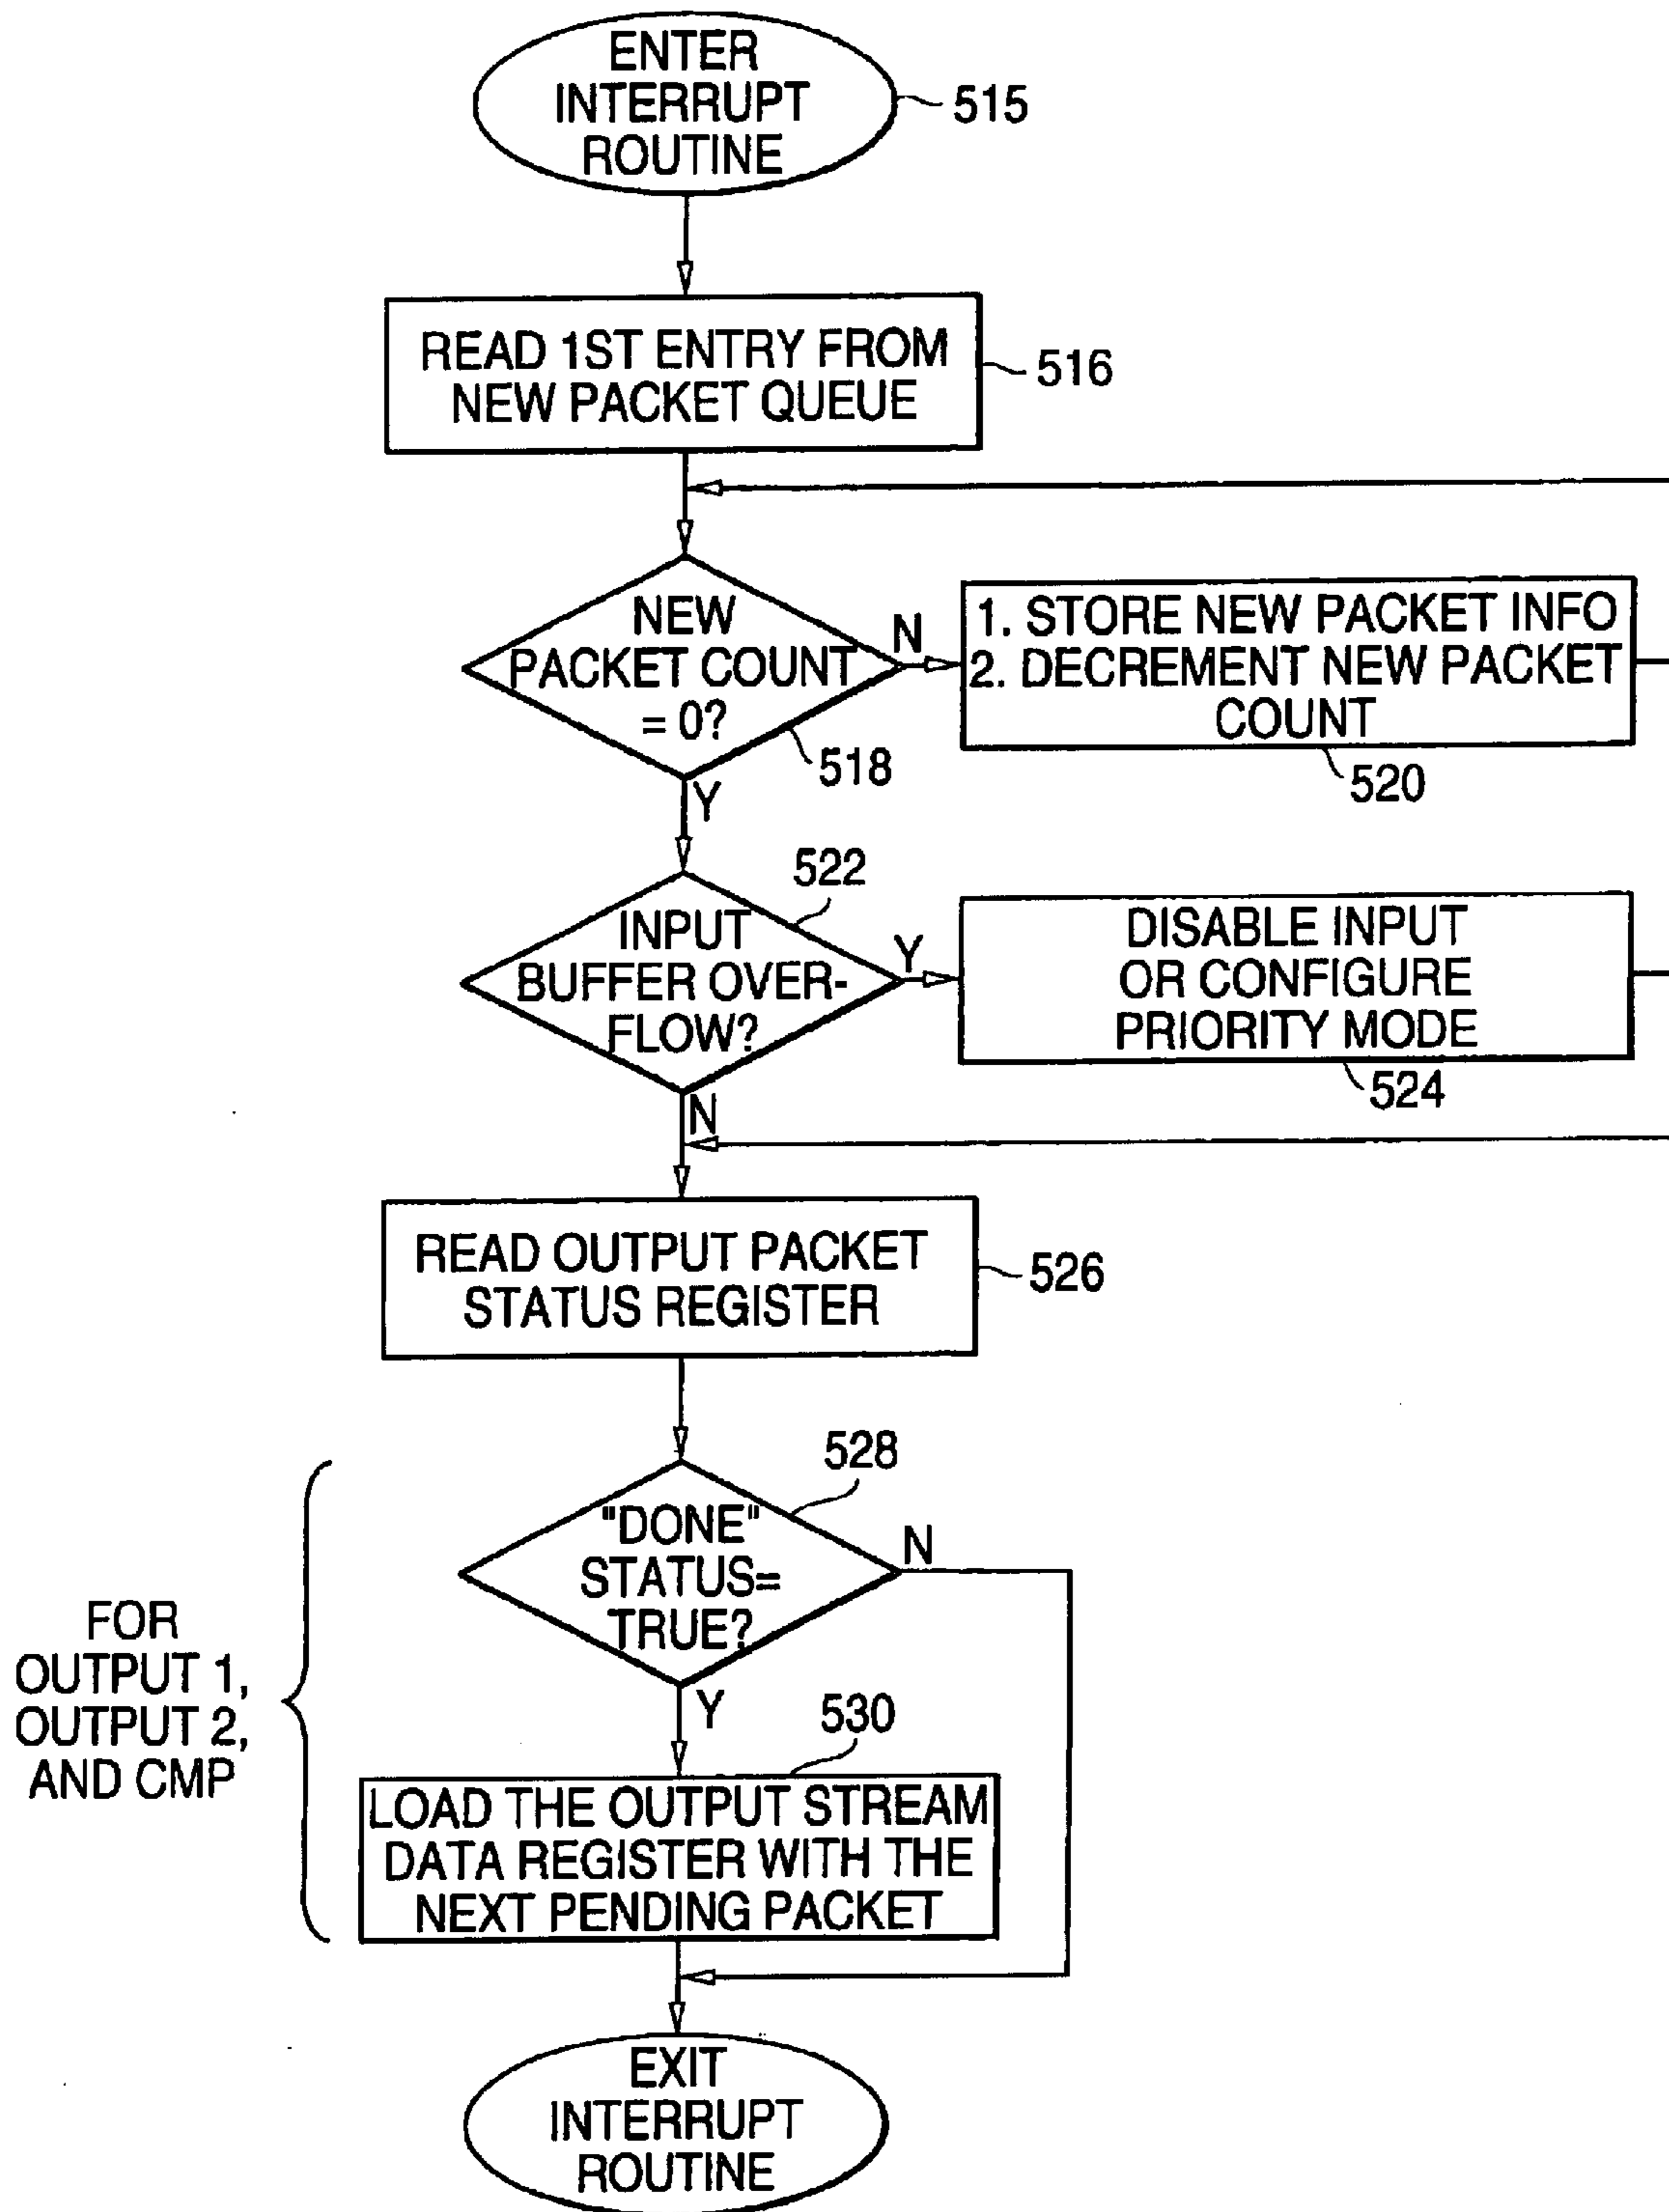 ENTER
INTERRUPT
ROUTINE
515
READ 1ST ENTRY FROM
NEW PACKET QUEUE
516
NEW
PACKET COUNT
= 0?
518
N
Y
1. STORE NEW PACKET INFO
2. DECREMENT NEW PACKET
COUNT
520
INPUT
BUFFER OVER-
FLOW?
522
Y
N
DISABLE INPUT
OR CONFIGURE
PRIORITY MODE
524
READ OUTPUT PACKET
STATUS REGISTER
526
FOR
OUTPUT 1,
OUTPUT 2,
AND CMP
"DONE"
STATUS=
TRUE?
528
N
Y
LOAD THE OUTPUT STREAM
DATA REGISTER WITH THE
NEXT PENDING PACKET
530
EXIT
INTERRUPT
ROUTINE